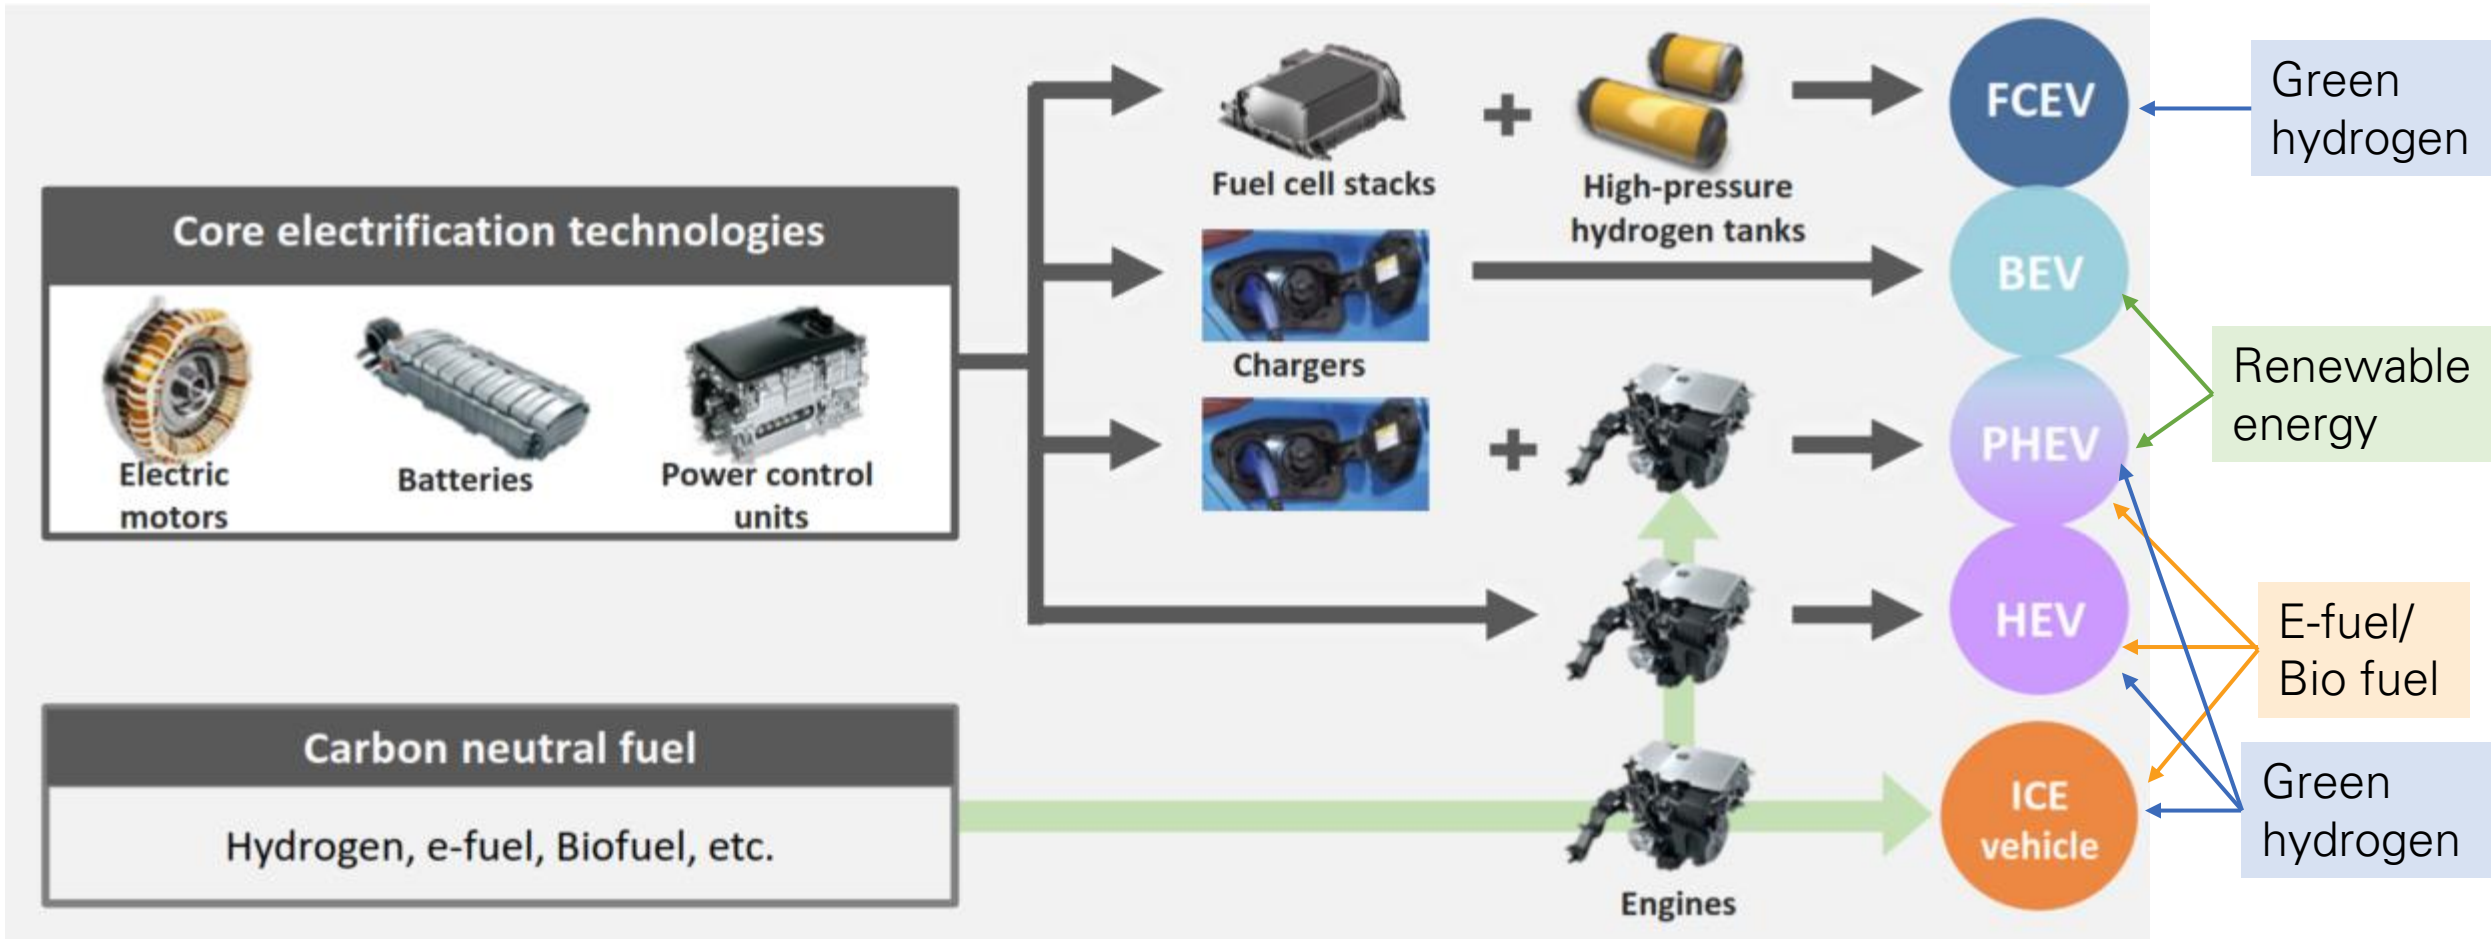 Core electrification technologies
Electric
motors
Batteries
Power control
units
Carbon neutral fuel
Hydrogen, e-fuel, Biofuel, etc.
Fuel cell stacks
High-pressure
hydrogen tanks
Chargers
Engines
FCEV
BEV
PHEV
HEV
ICE
vehicle
Green
hydrogen
Renewable
energy
E-fuel/
Bio fuel
Green
hydrogen